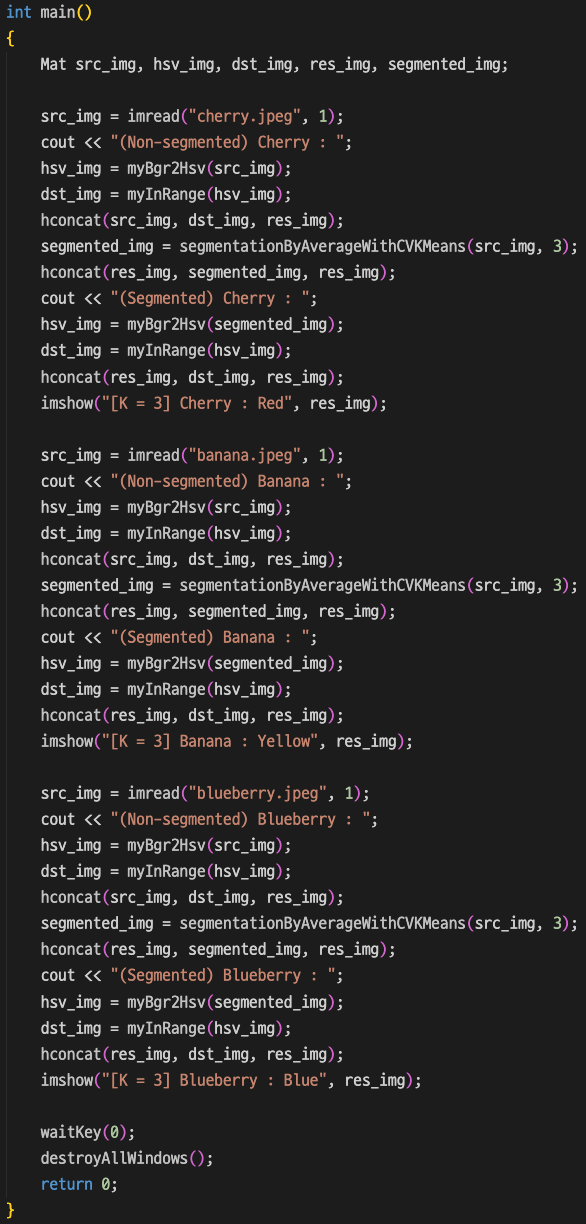 int main()
{
    Mat src_img, hsv_img, dst_img, res_img, segmented_img;

    src_img = imread("cherry.jpeg", 1);
    cout << "(Non-segmented) Cherry : ";
    hsv_img = myBgr2Hsv(src_img);
    dst_img = myInRange(hsv_img);
    hconcat(src_img, dst_img, res_img);
    segmented_img = segmentationByAverageWithCVKMeans(src_img, 3);
    hconcat(res_img, segmented_img, res_img);
    cout << "(Segmented) Cherry : ";
    hsv_img = myBgr2Hsv(segmented_img);
    dst_img = myInRange(hsv_img);
    hconcat(res_img, dst_img, res_img);
    imshow("[K = 3] Cherry : Red", res_img);

    src_img = imread("banana.jpeg", 1);
    cout << "(Non-segmented) Banana : ";
    hsv_img = myBgr2Hsv(src_img);
    dst_img = myInRange(hsv_img);
    hconcat(src_img, dst_img, res_img);
    segmented_img = segmentationByAverageWithCVKMeans(src_img, 3);
    hconcat(res_img, segmented_img, res_img);
    cout << "(Segmented) Banana : ";
    hsv_img = myBgr2Hsv(segmented_img);
    dst_img = myInRange(hsv_img);
    hconcat(res_img, dst_img, res_img);
    imshow("[K = 3] Banana : Yellow", res_img);

    src_img = imread("blueberry.jpeg", 1);
    cout << "(Non-segmented) Blueberry : ";
    hsv_img = myBgr2Hsv(src_img);
    dst_img = myInRange(hsv_img);
    hconcat(src_img, dst_img, res_img);
    segmented_img = segmentationByAverageWithCVKMeans(src_img, 3);
    hconcat(res_img, segmented_img, res_img);
    cout << "(Segmented) Blueberry : ";
    hsv_img = myBgr2Hsv(segmented_img);
    dst_img = myInRange(hsv_img);
    hconcat(res_img, dst_img, res_img);
    imshow("[K = 3] Blueberry : Blue", res_img);

    waitKey(0);
    destroyAllWindows();
    return 0;
}